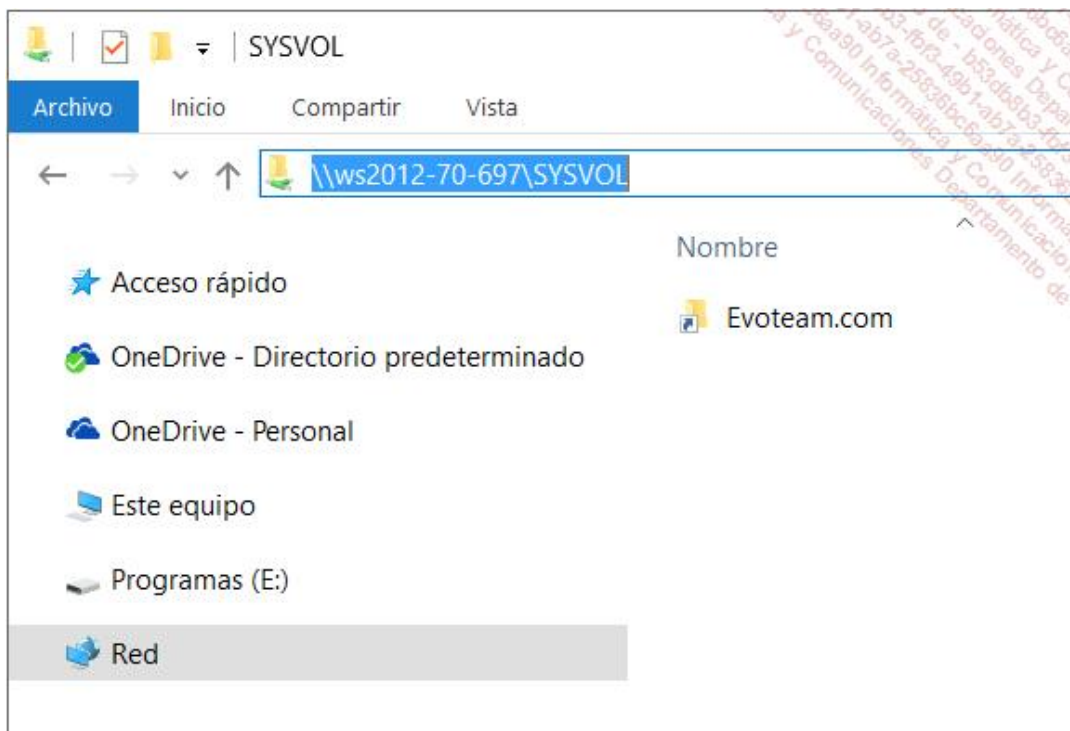 SYSVOL
Archivo Inicio Compartir Vista
\\ws2012-70-697\SYSVOL
Nombre
Evoteam.com
Acceso rápido
OneDrive - Directorio predeterminado
OneDrive - Personal
Este equipo
Programas (E:)
Red